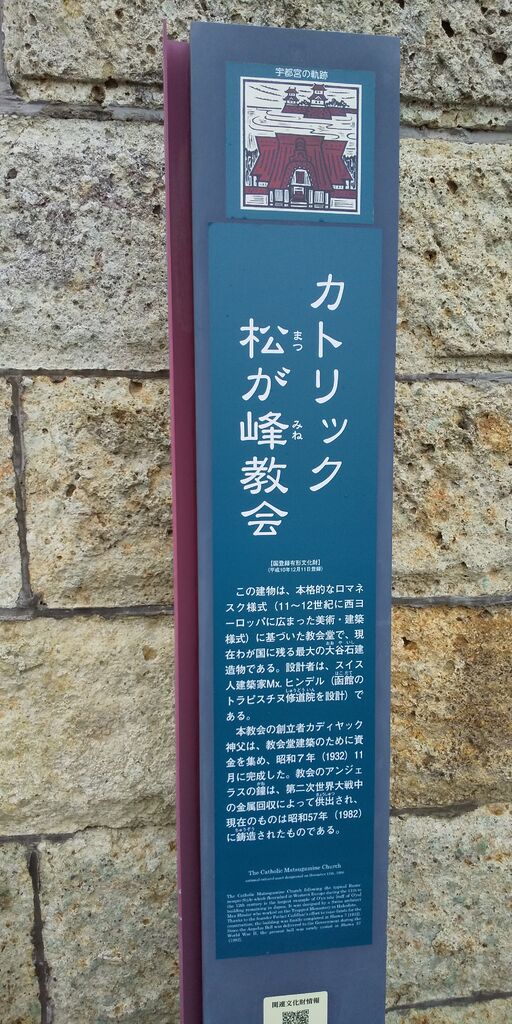 宇都宮の軌跡
カトリック
松が峰教会
まつ
みね
【国登録有形文化財】
(平成10年12月11日登録)
この建物は、本格的なロマネ
スク様式（11～12世紀に西ヨ
ーロッパに広まった美術・建築
様式）に基づいた教会堂で、現
在わが国に残る最大の大谷石建
造物である。設計者は、スイス
人建築家Mx. ヒンデル（函館の
トラピスチヌ修道院を設計）で
ある。
本教会の創立者カディヤック
神父は、教会堂建築のために資
金を集め、昭和7年（1932）11
月に完成した。教会のアンジェ
ラスの鐘は、第二次世界大戦中
の金属回収によって供出され、
現在のものは昭和57年（1982）
に鋳造されたものである。
The Catholic Matsugamine Church
The Catholic Matsugamine Church following the typical Roma-
関連文化財情報